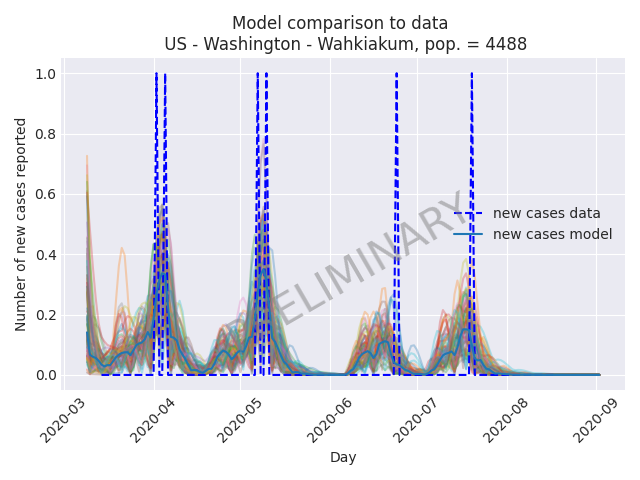 Model comparison to data
US - Washington - Wahkiakum, pop. = 4488
Number of new cases reported
1.0
0.8
0.6
0.4
0.2
0.0
PRELIMINARY
new cases data
new cases model
2020-03
2020-04
2020-05
2020-06
2020-07
2020-08
2020-09
Day